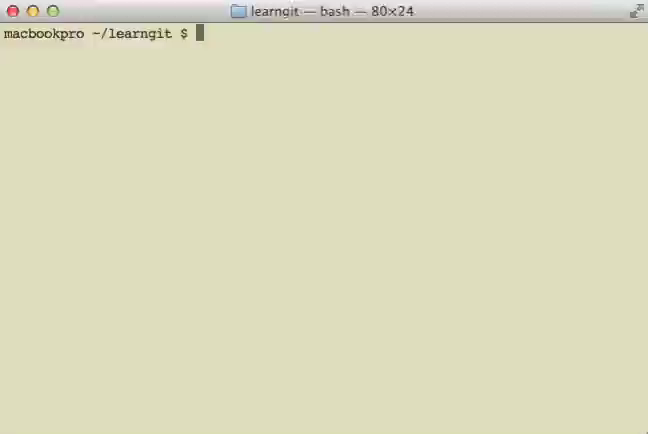 learngit — bash — 80×24
macbookpro ~/learngit $